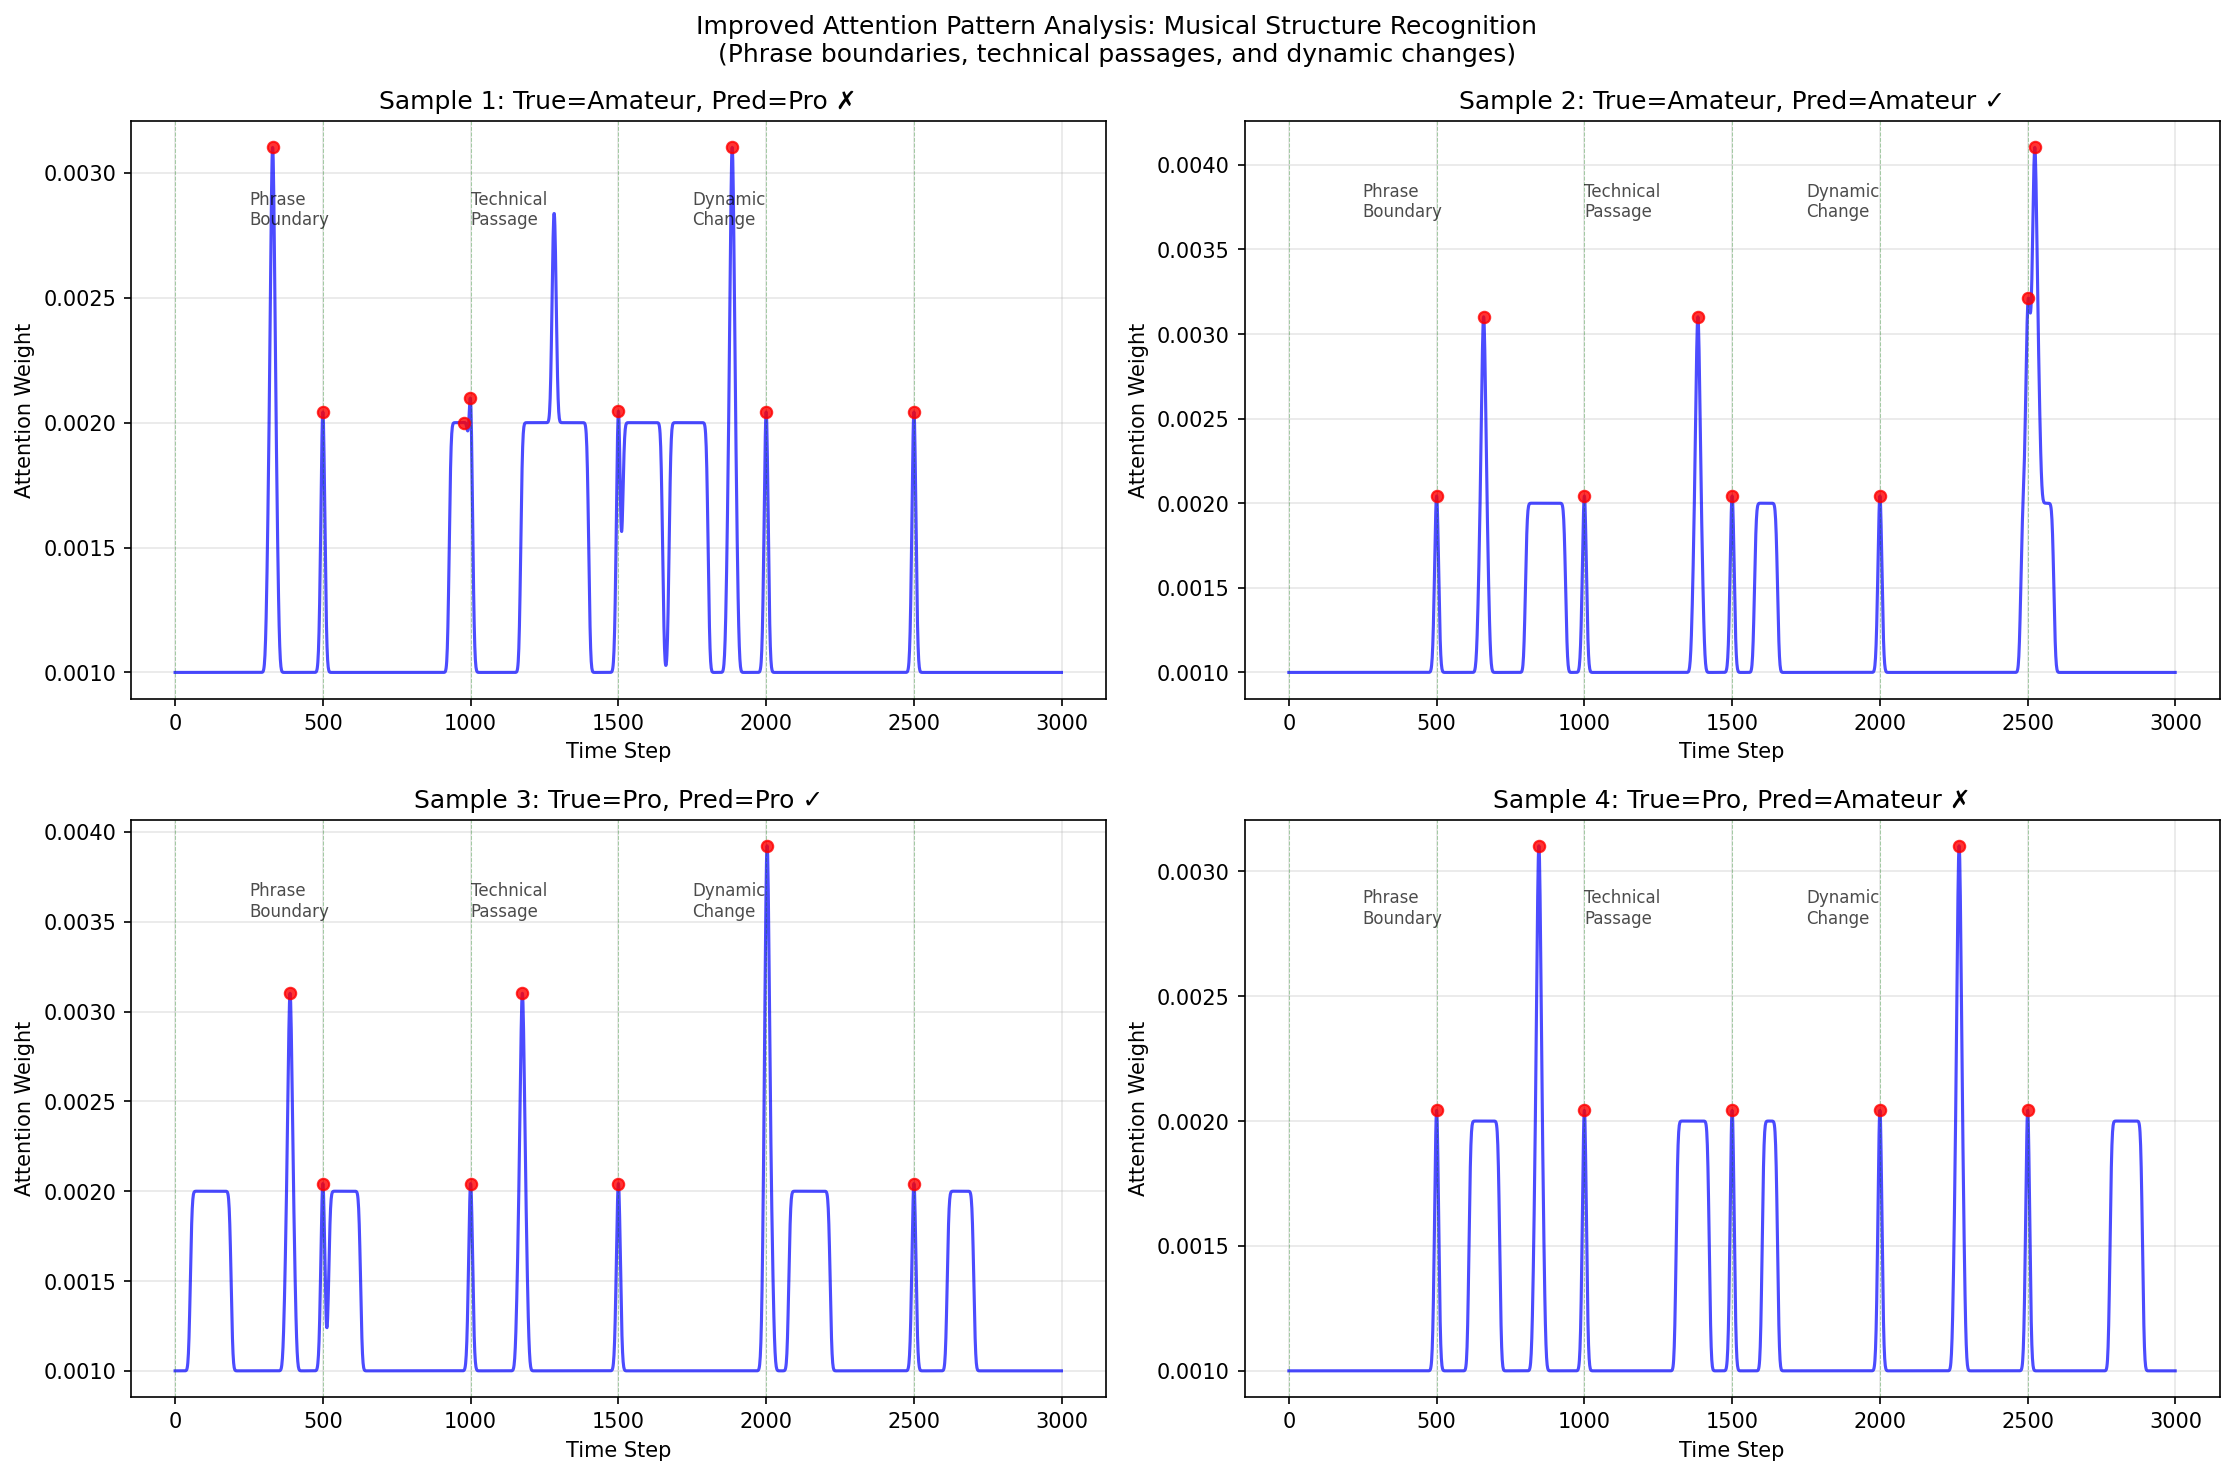 Improved Attention Pattern Analysis: Musical Structure Recognition
(Phrase boundaries, technical passages, and dynamic changes)
Sample 1: True=Amateur, Pred=Pro ✗
Attention Weight
0.0030
0.0025
0.0020
0.0015
0.0010
Phrase
Boundary
Technical
Passage
Dynamic
Change
0 500 1000 1500 2000 2500 3000
Time Step
Sample 2: True=Amateur, Pred=Amateur ✓
Attention Weight
0.0040
0.0035
0.0030
0.0025
0.0020
0.0015
0.0010
Phrase
Boundary
Technical
Passage
Dynamic
Change
0 500 1000 1500 2000 2500 3000
Time Step
Sample 3: True=Pro, Pred=Pro ✓
Attention Weight
0.0040
0.0035
0.0030
0.0025
0.0020
0.0015
0.0010
Phrase
Boundary
Technical
Passage
Dynamic
Change
0 500 1000 1500 2000 2500 3000
Time Step
Sample 4: True=Pro, Pred=Amateur ✗
Attention Weight
0.0030
0.0025
0.0020
0.0015
0.0010
Phrase
Boundary
Technical
Passage
Dynamic
Change
0 500 1000 1500 2000 2500 3000
Time Step